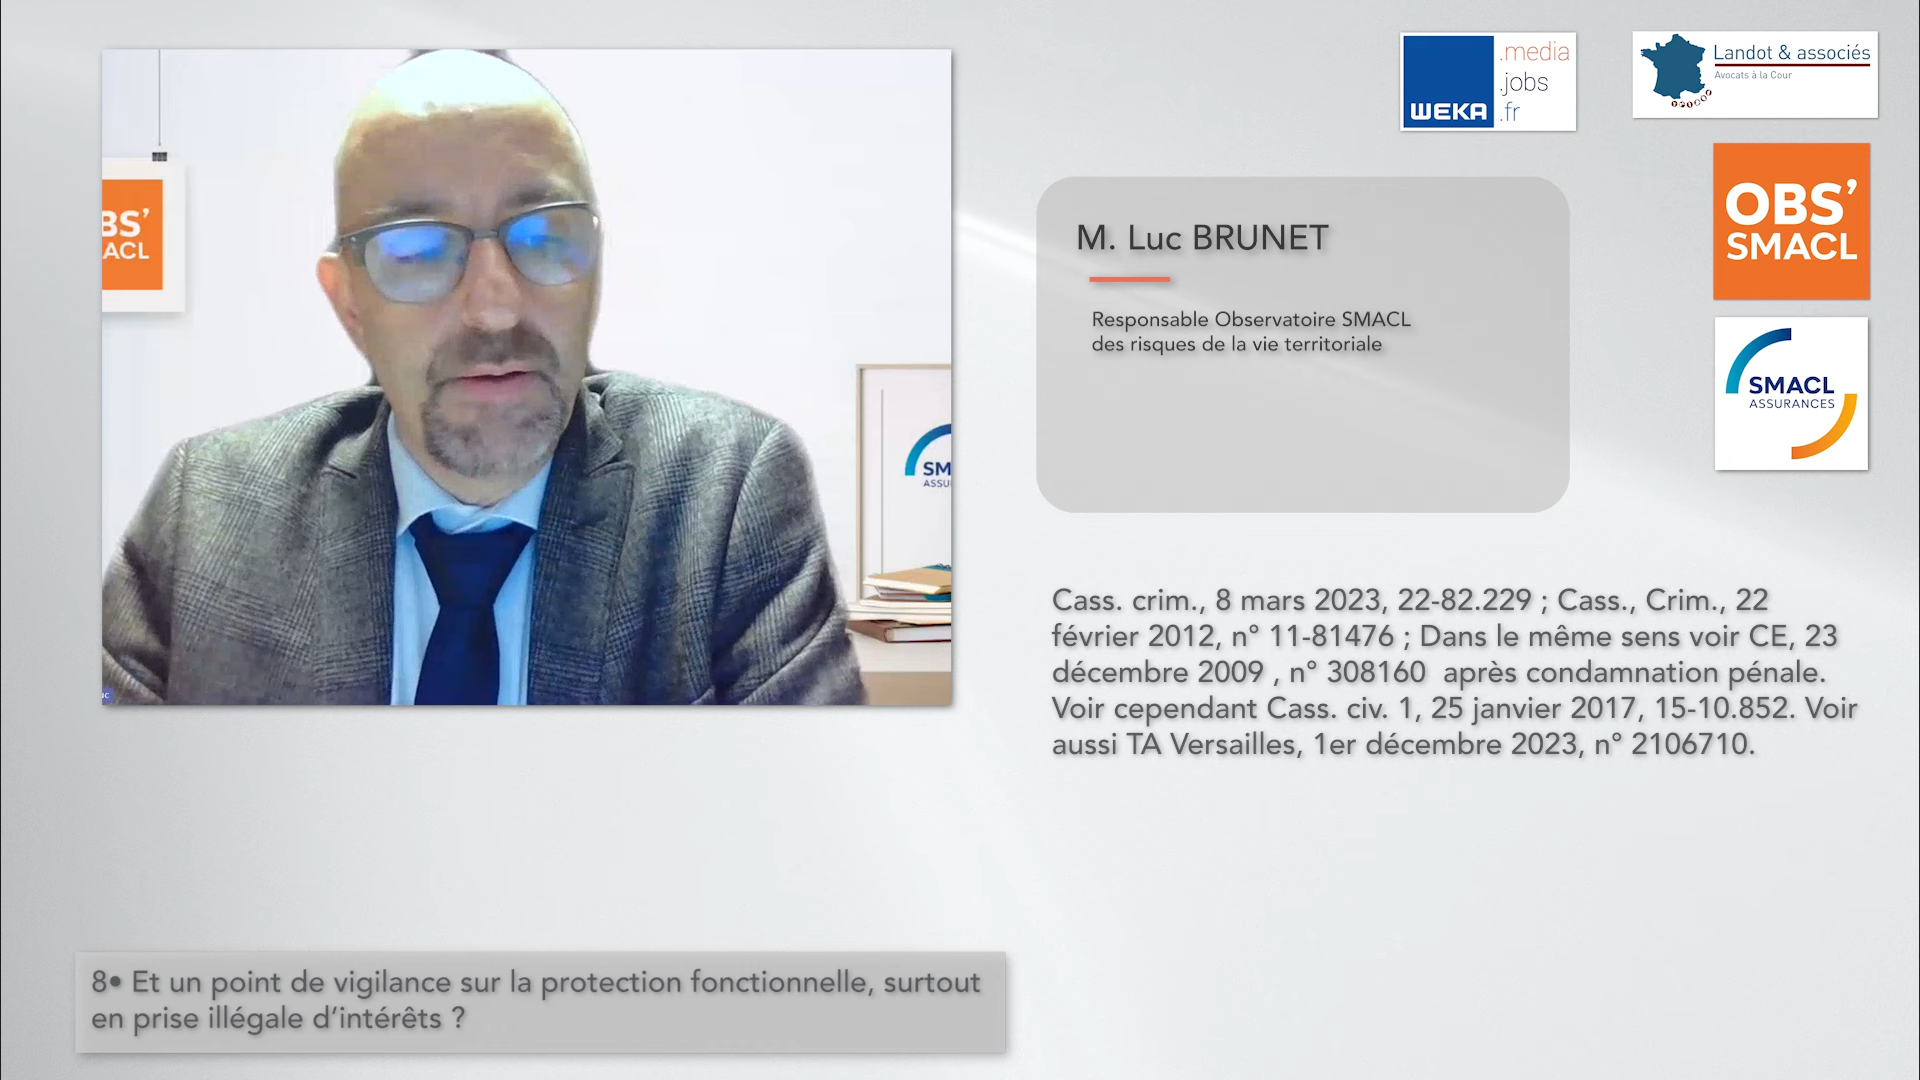 BS'
ACL
SM
ASSU
WEKA
.media
.jobs
.fr
Landot & associés
Avocats à la Cour
M. Luc BRUNET
Responsable Observatoire SMACL
des risques de la vie territoriale
OBS'
SMACL
SMACL
ASSURANCES
Cass. crim., 8 mars 2023, 22-82.229 ; Cass., Crim., 22
février 2012, n° 11-81476 ; Dans le même sens voir CE, 23
décembre 2009 , n° 308160  après condamnation pénale.
Voir cependant Cass. civ. 1, 25 janvier 2017, 15-10.852. Voir
aussi TA Versailles, 1er décembre 2023, n° 2106710.
8• Et un point de vigilance sur la protection fonctionnelle, surtout
en prise illégale d'intérêts ?